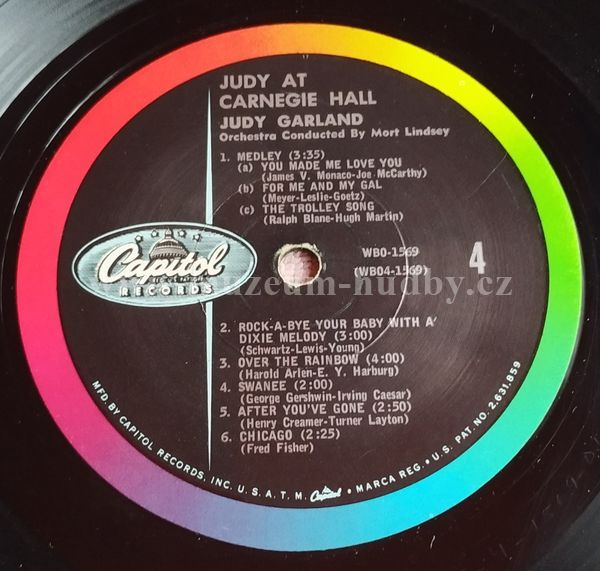 JUDY AT
CARNEGIE HALL
JUDY GARLAND
Orchestra Conducted By Mort Lindsey
1. MEDLEY (3:35)
(a) YOU MADE ME LOVE YOU
(James V. Monaco-Joe McCarthy)
(b) FOR ME AND MY GAL
(Meyer-Leslie-Goetz)
(c) THE TROLLEY SONG
(Ralph Blane-Hugh Martin)
Capitol
RECORDS
WBO-1569
(WBO4-1569)
4
muzeum-hudby.cz
2. ROCK-A-BYE YOUR BABY WITH A'
DIXIE MELODY (3:00)
(Schwartz-Lewis-Young)
3. OVER THE RAINBOW (4:00)
(Harold Arlen-E. Y. Harburg)
4. SWANEE (2:00)
(George Gershwin-Irving Caesar)
5. AFTER YOU'VE GONE (2:50)
(Henry Creamer-Turner Layton)
6. CHICAGO (2:25)
(Fred Fisher)
MFD. BY CAPITOL RECORDS, INC. U. S. A. T. M. Capitol • MARCA REG. • U. S. PAT. NO. 2,631,859